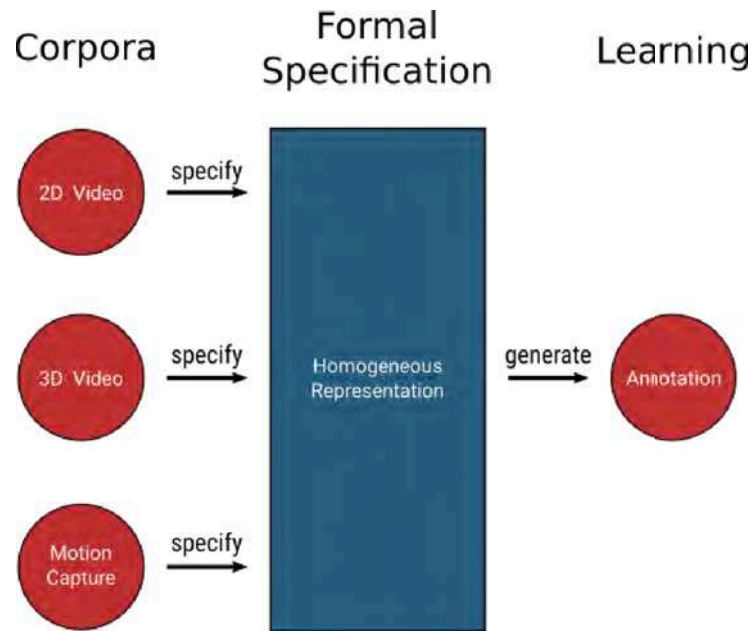 Corpora
Formal
Specification
Learning
2D Video
specify
3D Video
specify
Homogeneous
Representation
generate
Annotation
Motion
Capture
specify